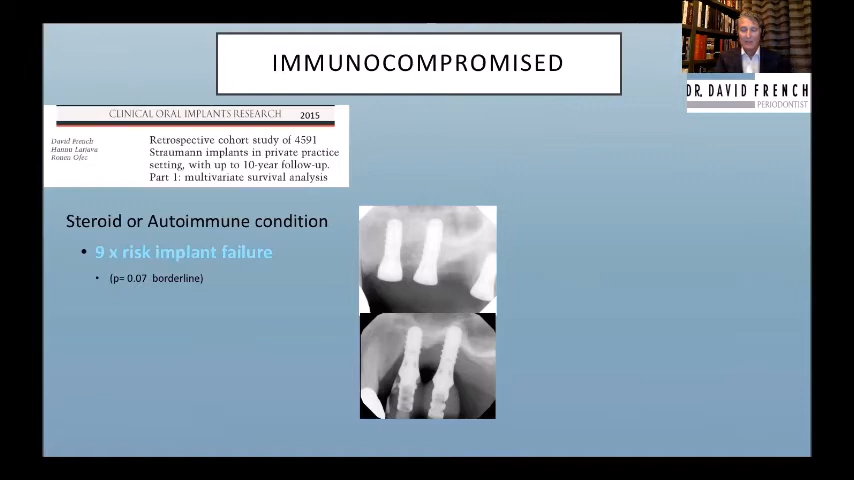 IMMUNOCOMPROMISED
DR. DAVID FRENCH
PERIODONTIST
CLINICAL ORAL IMPLANTS RESEARCH 2015
David French
Hannu Larjava
Ronen Ofec
Retrospective cohort study of 4591
Straumann implants in private practice
setting, with up to 10-year follow-up.
Part 1: multivariate survival analysis
Steroid or Autoimmune condition
• 9 x risk implant failure
• (p= 0.07 borderline)